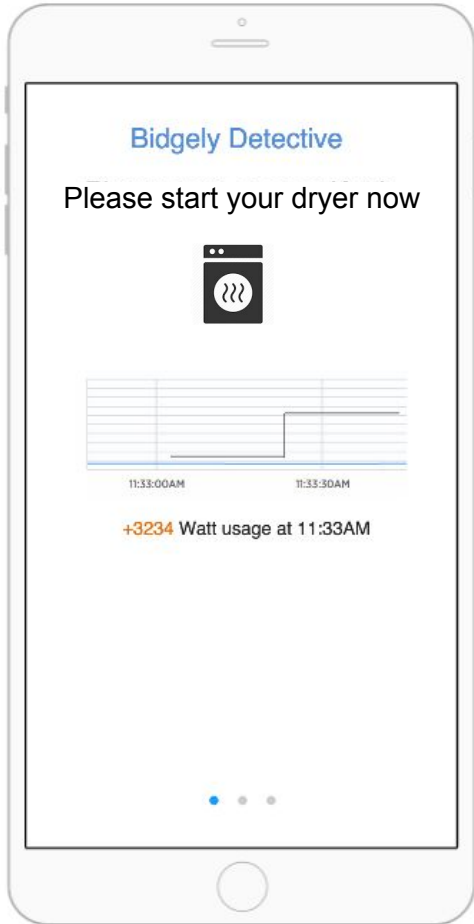 Bidgely Detective
Please start your dryer now
11:33:00AM 11:33:30AM
+3234 Watt usage at 11:33AM